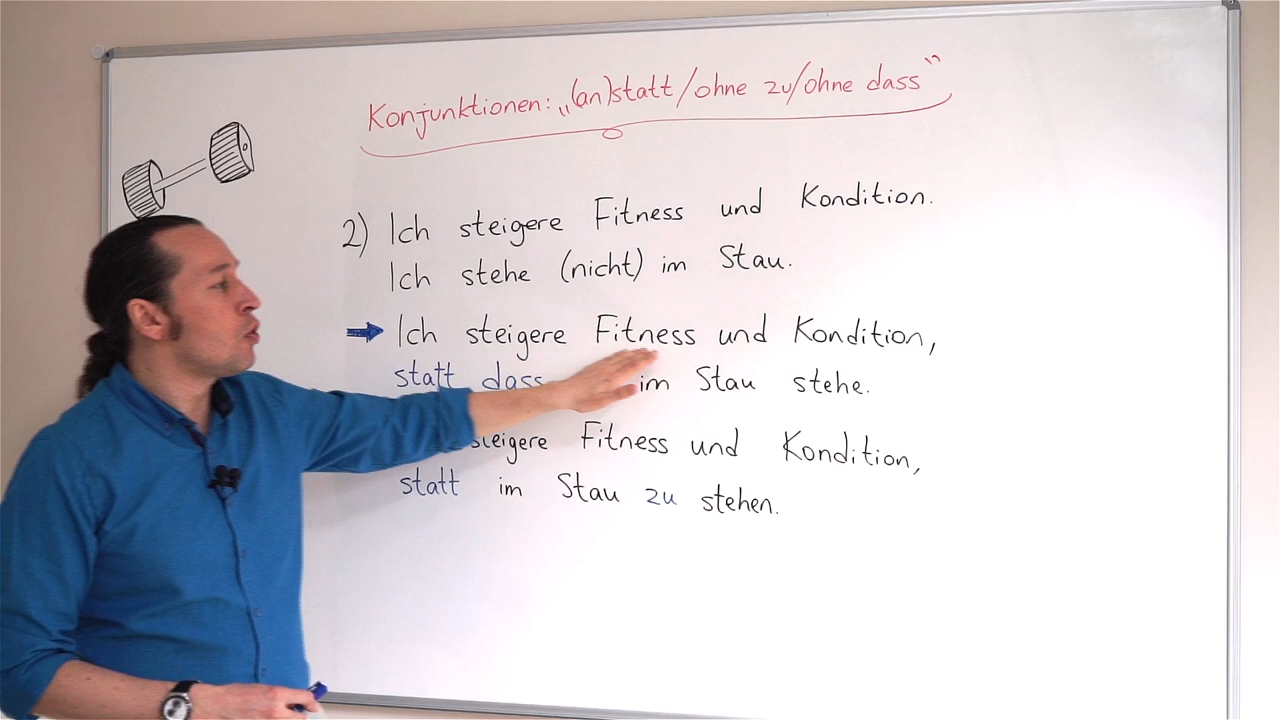 Konjunktionen: „(an)statt/ohne zu/ohne dass“
2) Ich steigere Fitness und Kondition.
Ich stehe (nicht) im Stau.
Ich steigere Fitness und Kondition,
statt dass im Stau stehe.
steigere Fitness und Kondition,
statt im Stau zu stehen.